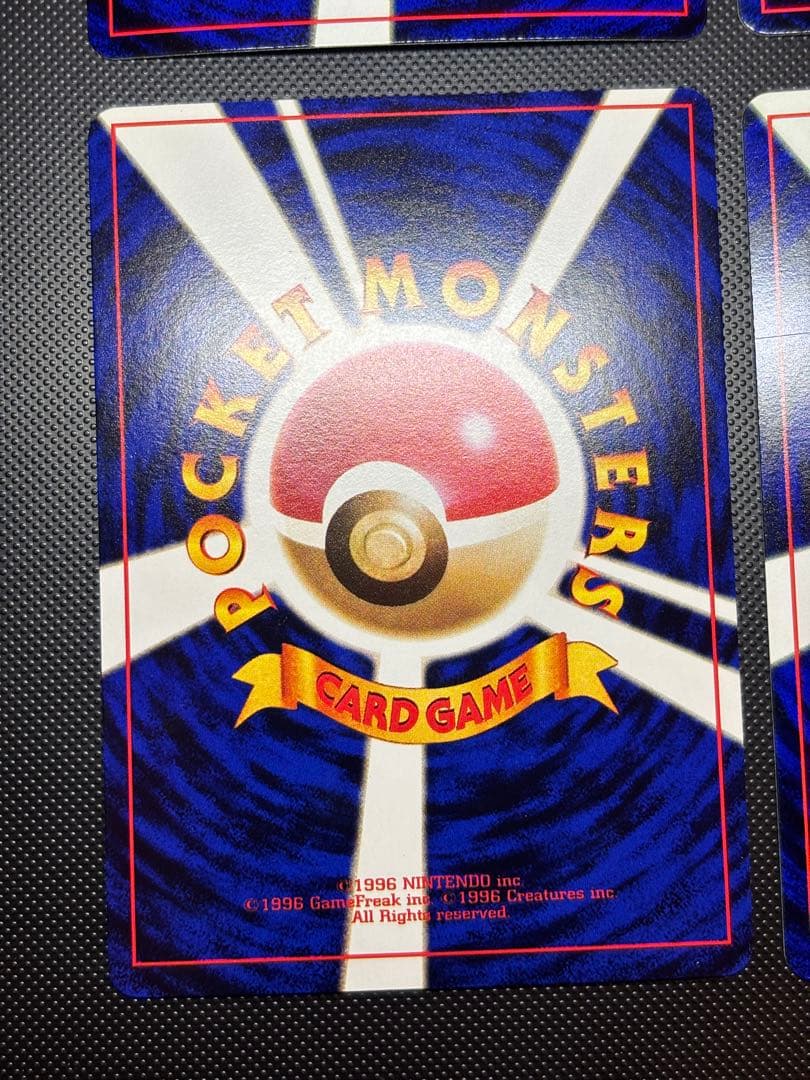 POCKET MONSTERS
CARD GAME
©1996 NINTENDO inc.
©1996 GameFreak inc. ©1996 Creatures inc.
All Rights reserved.